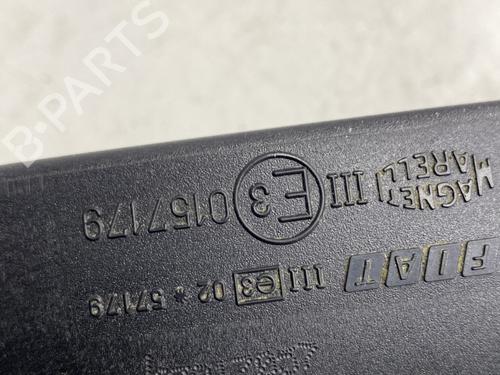 B-PARTS
MAGNETI MARELLI III E3 0157179
FIAT III e3 02 * 57179